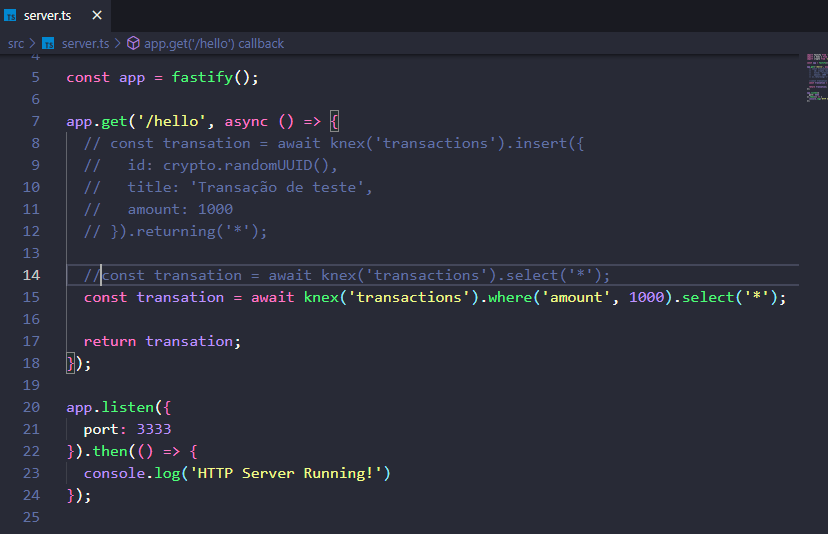 TS server.ts ×
src > TS server.ts > app.get('/hello') callback
4
5 const app = fastify();
6
7 app.get('/hello', async () => {
8 // const transation = await knex('transactions').insert({
9 //   id: crypto.randomUUID(),
10 //   title: 'Transação de teste',
11 //   amount: 1000
12 // }).returning('*');
13
14 //const transation = await knex('transactions').select('*');
15 const transation = await knex('transactions').where('amount', 1000).select('*');
16
17 return transation;
18 });
19
20 app.listen({
21 port: 3333
22 }).then(() => {
23 console.log('HTTP Server Running!')
24 });
25